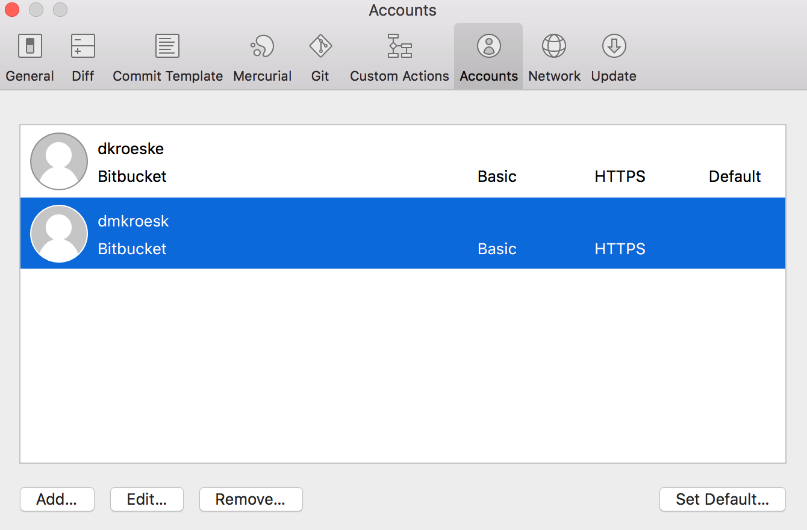 Accounts
General Diff Commit Template Mercurial Git Custom Actions Accounts Network Update
dkroeske
Bitbucket Basic HTTPS Default
dmkroesk
Bitbucket Basic HTTPS
Add... Edit... Remove... Set Default...